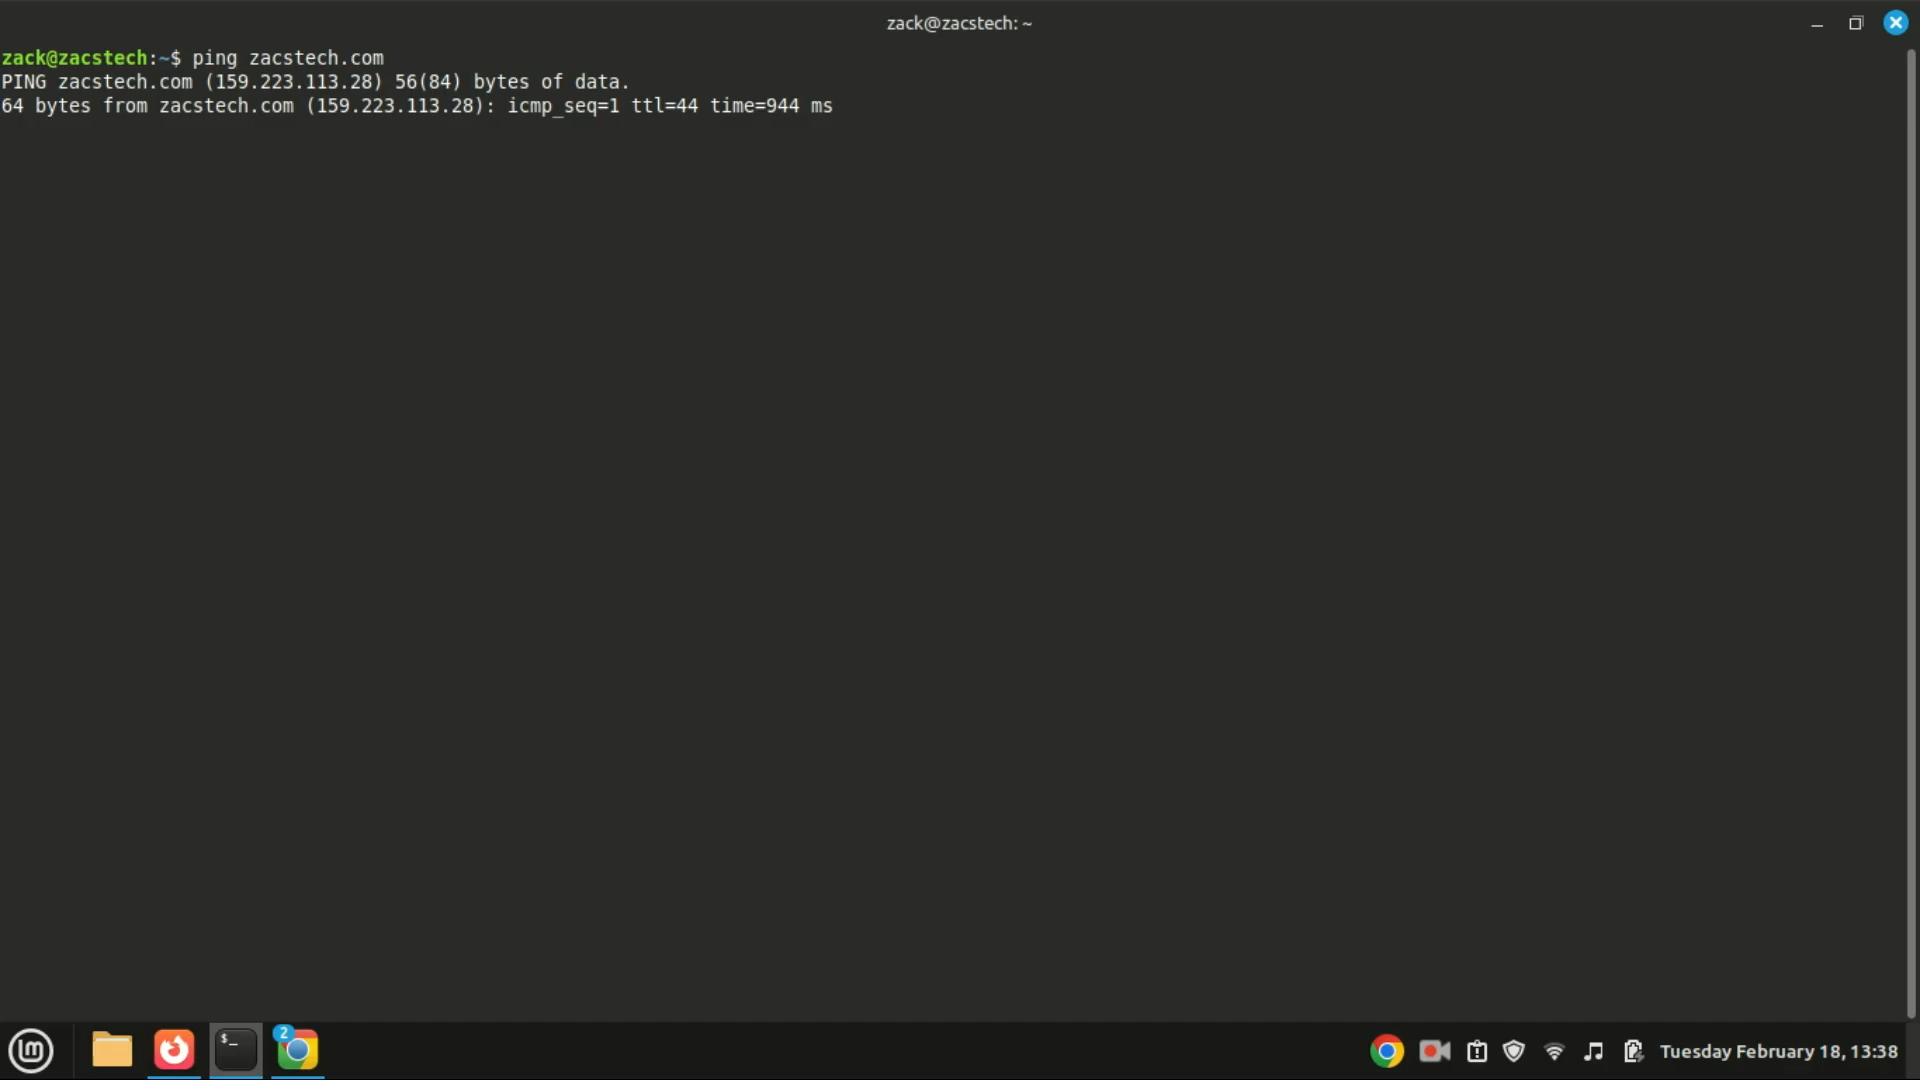 zack@zacstech: ~
zack@zacstech:~$ ping zacstech.com
PING zacstech.com (159.223.113.28) 56(84) bytes of data.
64 bytes from zacstech.com (159.223.113.28): icmp_seq=1 ttl=44 time=944 ms
$_
2
Tuesday February 18, 13:38